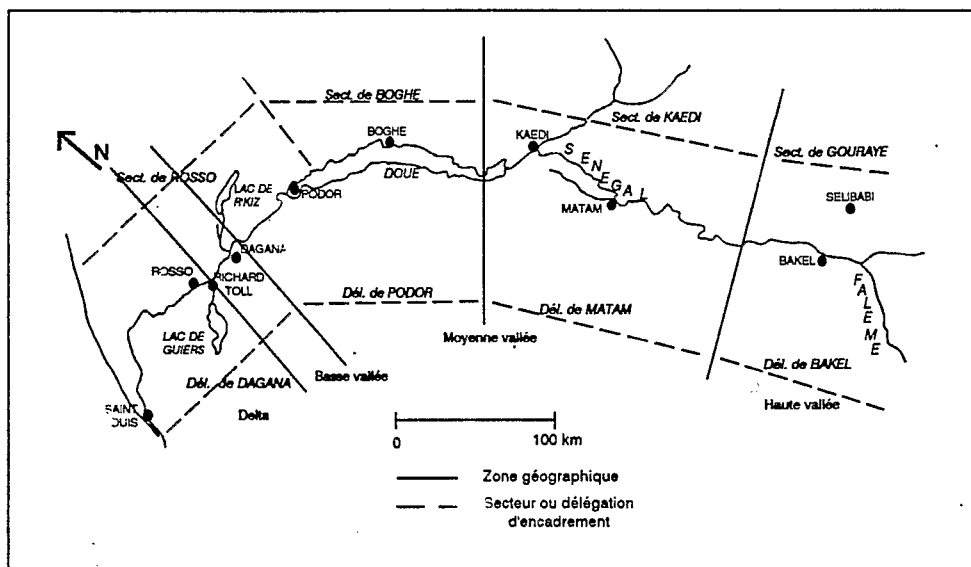 Sect. de BOGHE
BOGHE
KAEDI
Sect. de KAEDI
N
Sect. de ROSSO
LAC DE
R'KIZ
DOUE
SENEGAL
Sect. de GOURAYE
PODOR
MATAM
SELIBABI
DAGANA
ROSSO
RICHARD
TOLL
BAKEL
FALEME
Dél. de PODOR
Dél. de MATAM
LAC DE
GUIERS
Moyenne vallée
Dél. de DAGANA
Basse vallée
Dél. de BAKEL
SAINT
OUIS
Delta
Haute vallée
0
100 km
Zone géographique
Secteur ou délégation
d'encadrement